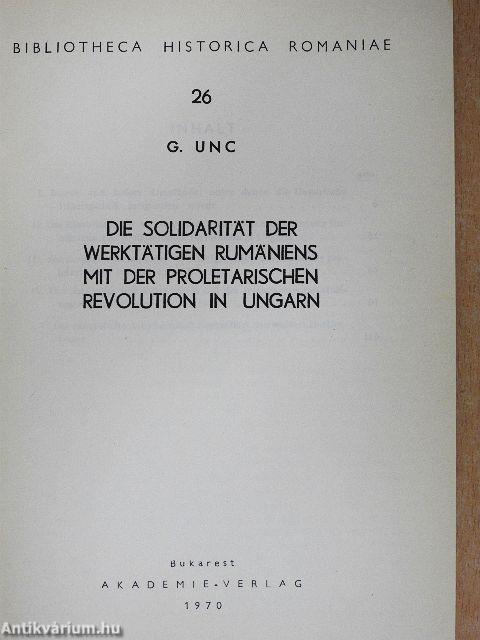 BIBLIOTHECA HISTORICA ROMANIAE
26
G. UNC
DIE SOLIDARITÄT DER
WERKTÄTIGEN RUMÄNIENS
MIT DER PROLETARISCHEN
REVOLUTION IN UNGARN
Bukarest
AKADEMIE-VERLAG
1970
Antikvárium.hu